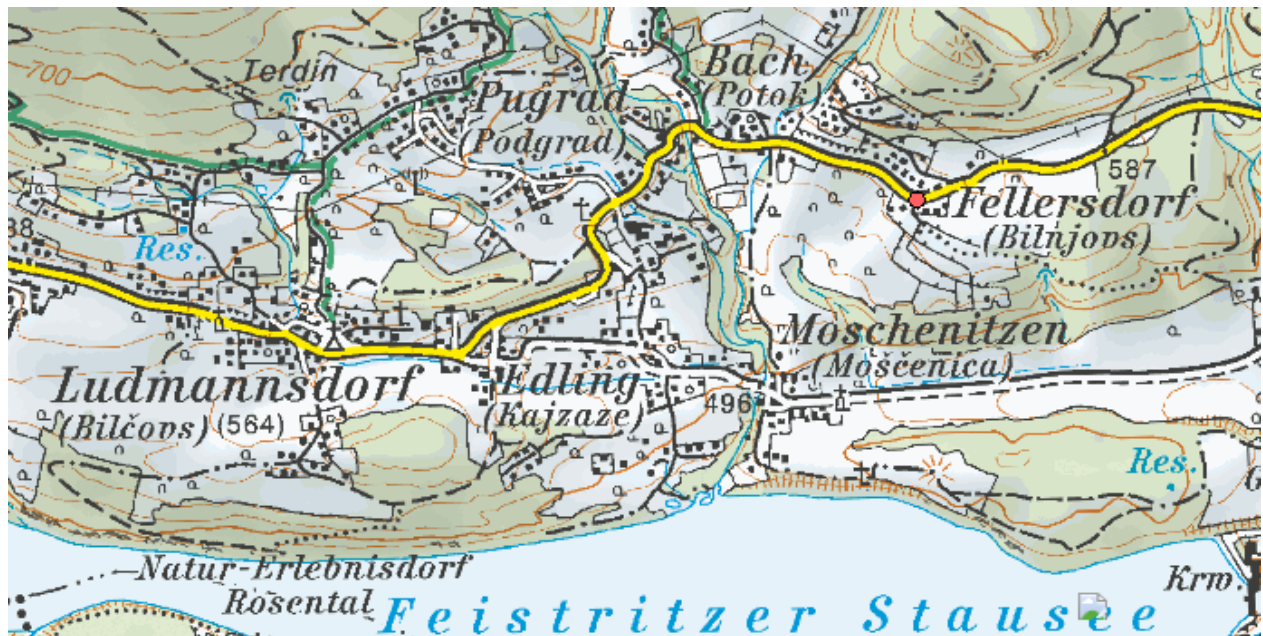 700
Terdin
Bach
(Potok)
Pugrad
(Podgrad)
587
Fellersdorf
(Bilnjovs)
88
Res.
Moschenitzen
(Moščenica)
Ludmannsdorf
(Bilčovs) (564)
Edling
(Kajzaze)
496
Res.
G
Natur-Erlebnisdorf
Rosental
Krw.
Feistritzer Stausee